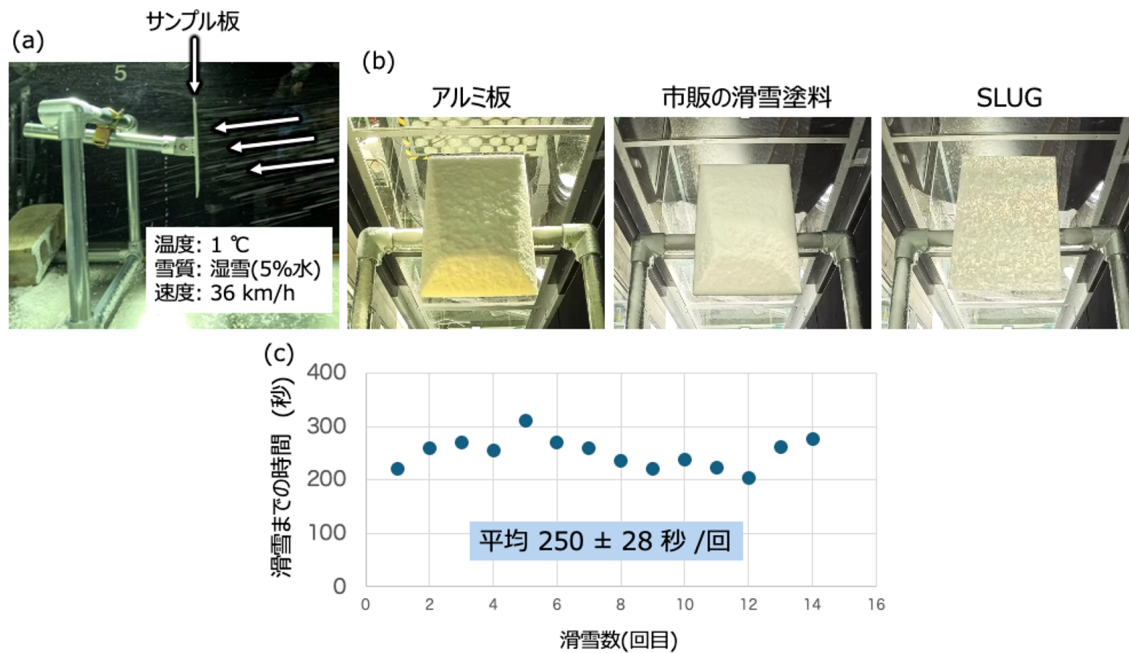 サンプル板
(a)
5
温度: 1 ℃
雪質: 湿雪(5%水)
速度: 36 km/h
(b)
アルミ板
市販の滑雪塗料
SLUG
(c)
滑雪までの時間 (秒)
400
300
200
100
0
平均 250 ± 28 秒 /回
0 2 4 6 8 10 12 14 16
滑雪数(回目)